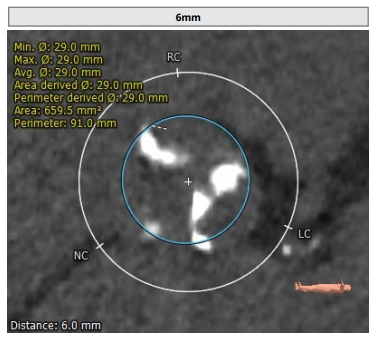 6mm
Min. Ø: 29.0 mm
Max. Ø: 29.0 mm
Avg. Ø: 29.0 mm
Area derived Ø: 29.0 mm
Perimeter derived Ø: 29.0 mm
Area: 659.5 mm²
Perimeter: 91.0 mm
RC
LC
NC
Distance: 6.0 mm